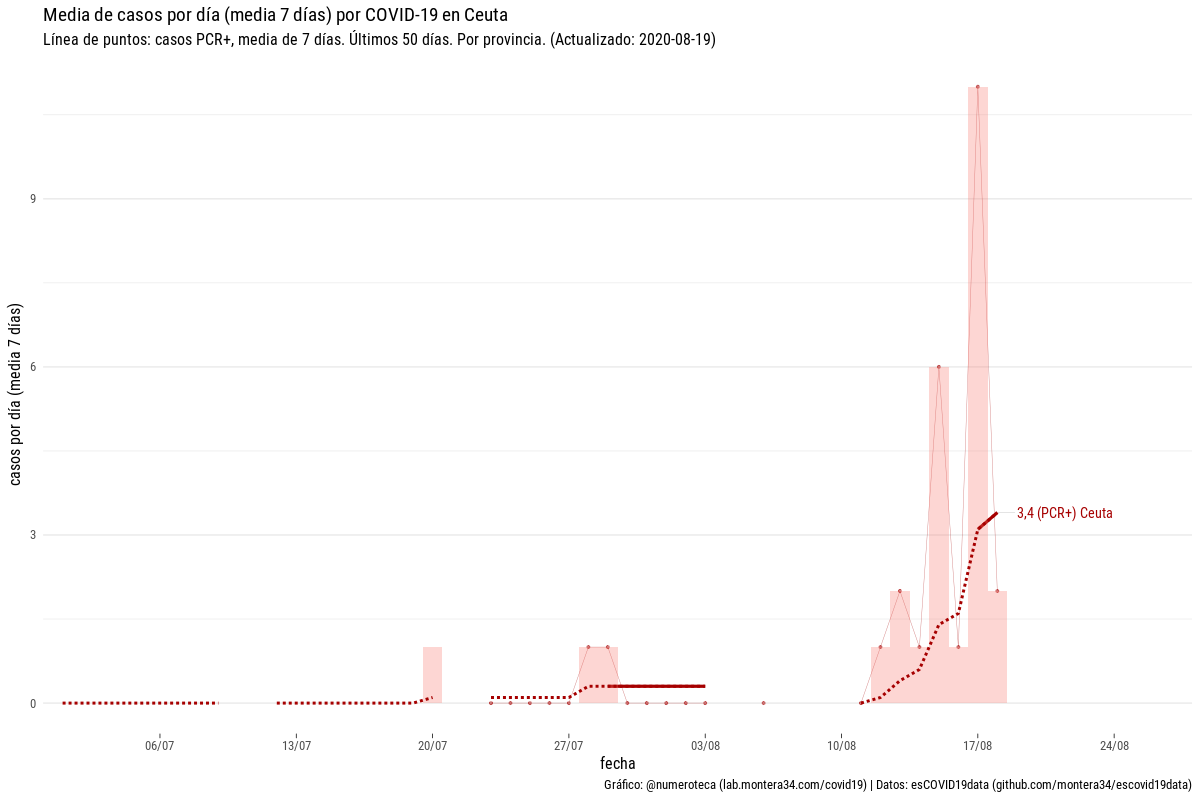 Media de casos por día (media 7 días) por COVID-19 en Ceuta
Línea de puntos: casos PCR+, media de 7 días. Últimos 50 días. Por provincia. (Actualizado: 2020-08-19)
casos por día (media 7 días)
9
6
3
0
3,4 (PCR+) Ceuta
06/07
13/07
20/07
27/07
03/08
10/08
17/08
24/08
fecha
Gráfico: @numeroteca (lab.montera34.com/covid19) | Datos: esCOVID19data (github.com/montera34/escovid19data)